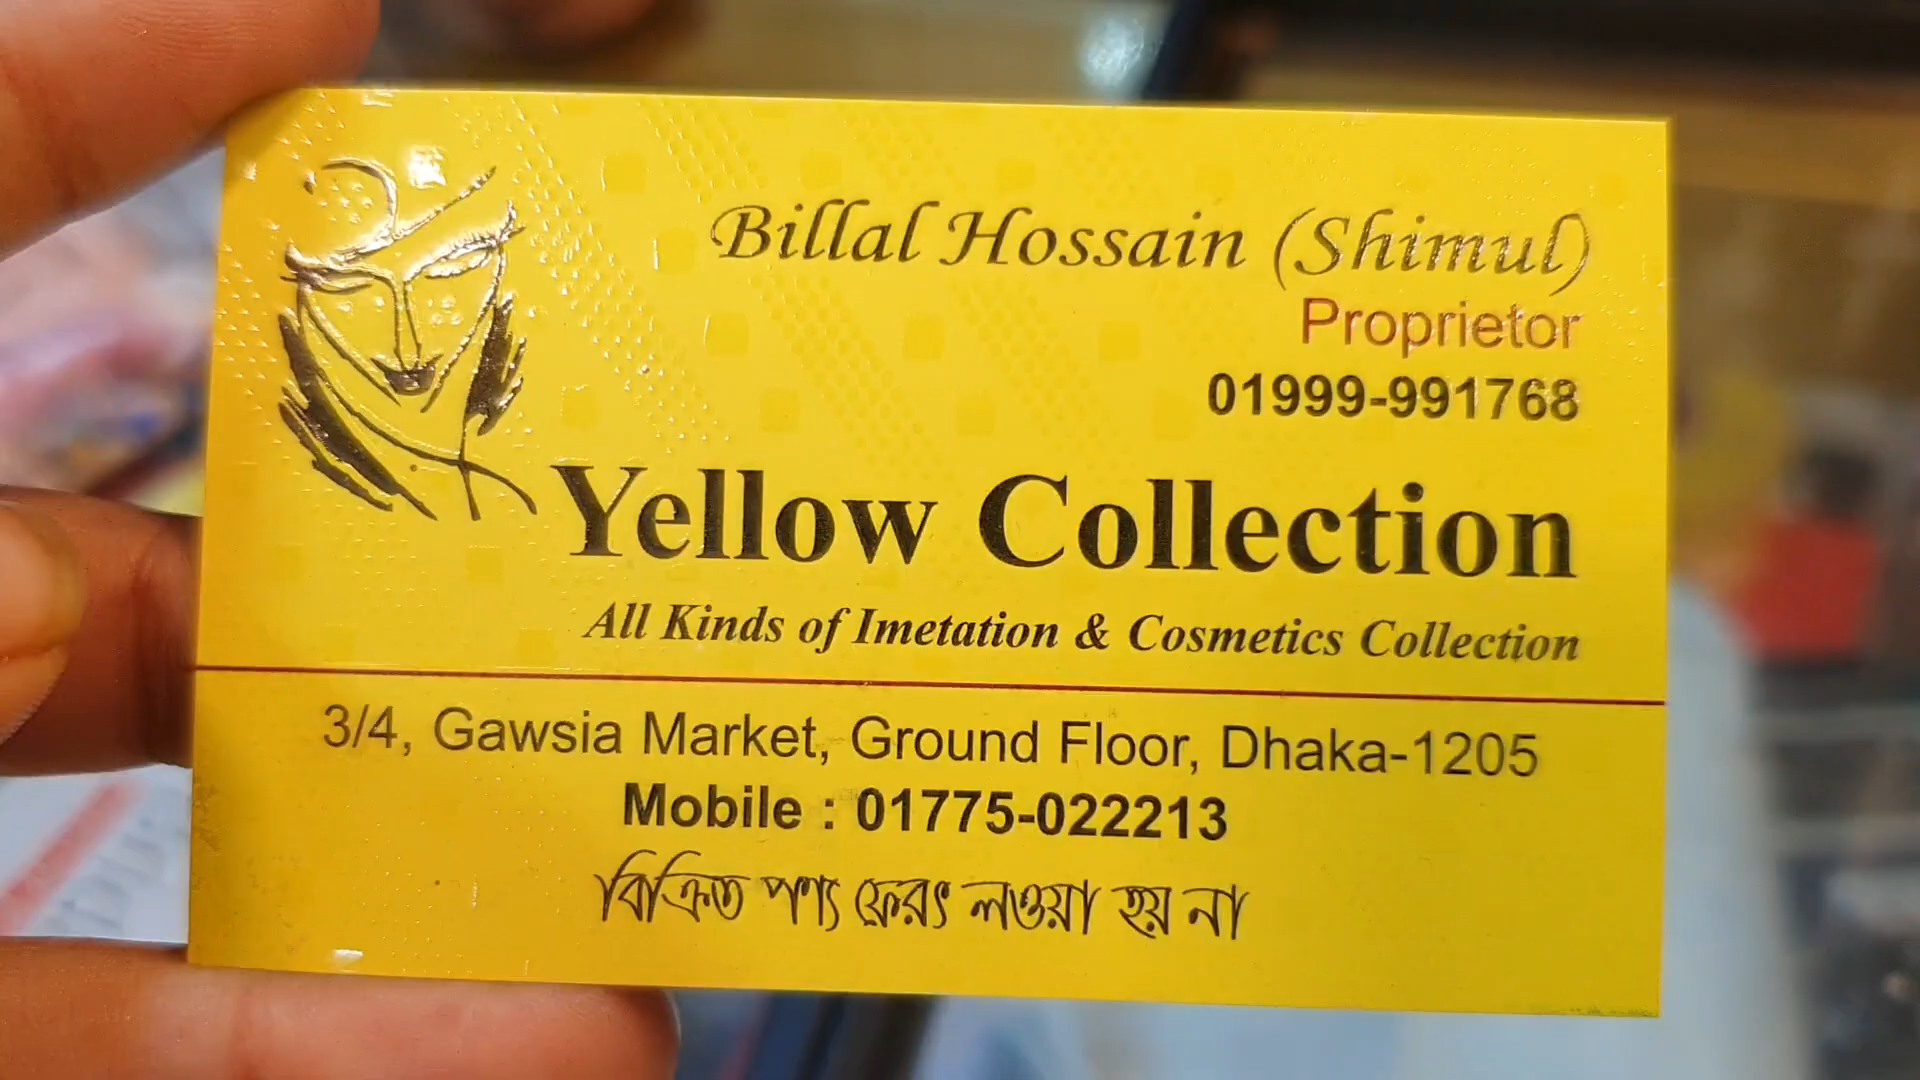 Billal Hossain (Shimul)
Proprietor
01999-991768
Yellow Collection
All Kinds of Imetation & Cosmetics Collection
3/4, Gawsia Market, Ground Floor, Dhaka-1205
Mobile : 01775-022213
বিক্রিত পণ্য ফেরৎ লওয়া হয় না